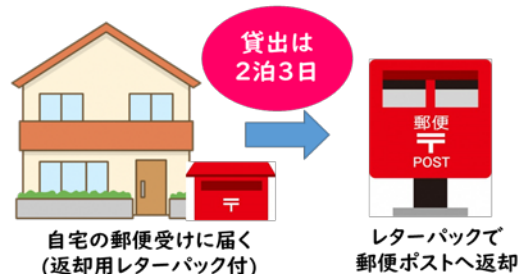 貸出は
2泊3日
郵便
〒
POST
〒
自宅の郵便受けに届く
(返却用レターパック付)
レターパックで
郵便ポストへ返却